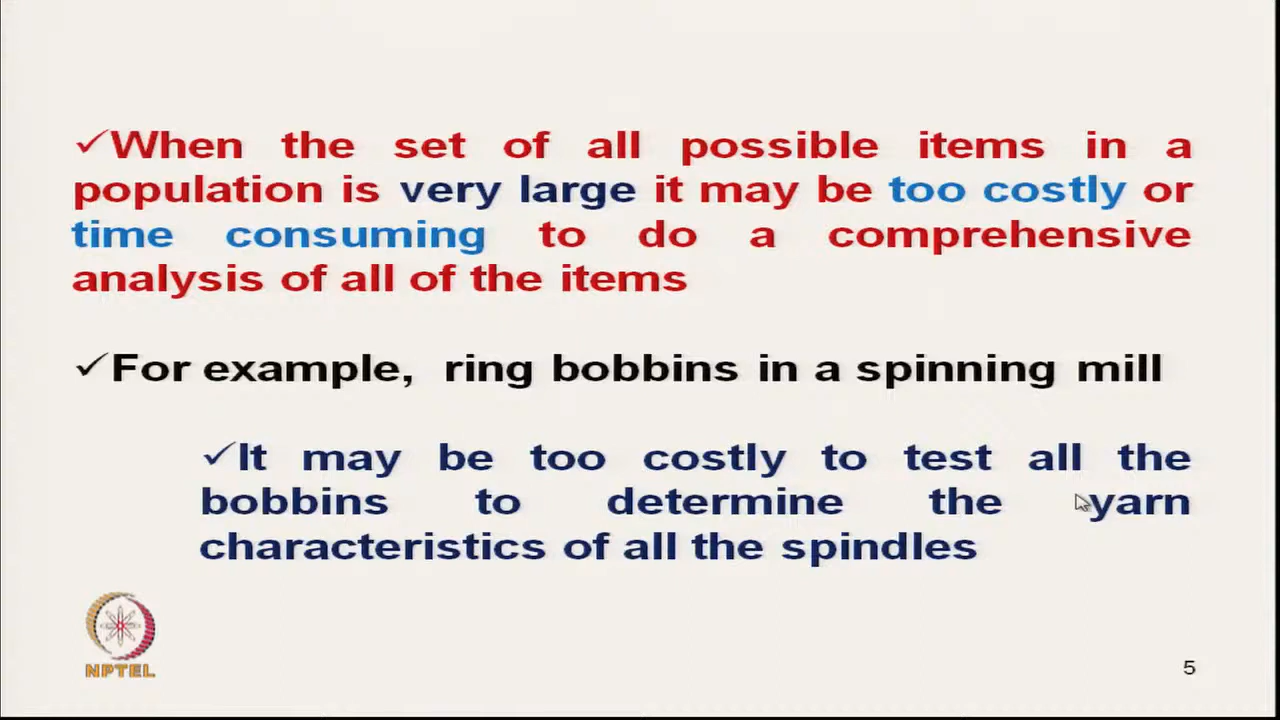 ✓When the set of all possible items in a
population is very large it may be too costly or
time consuming to do a comprehensive
analysis of all of the items
✓For example, ring bobbins in a spinning mill
✓It may be too costly to test all the
bobbins to determine the yarn
characteristics of all the spindles
NPTEL
5